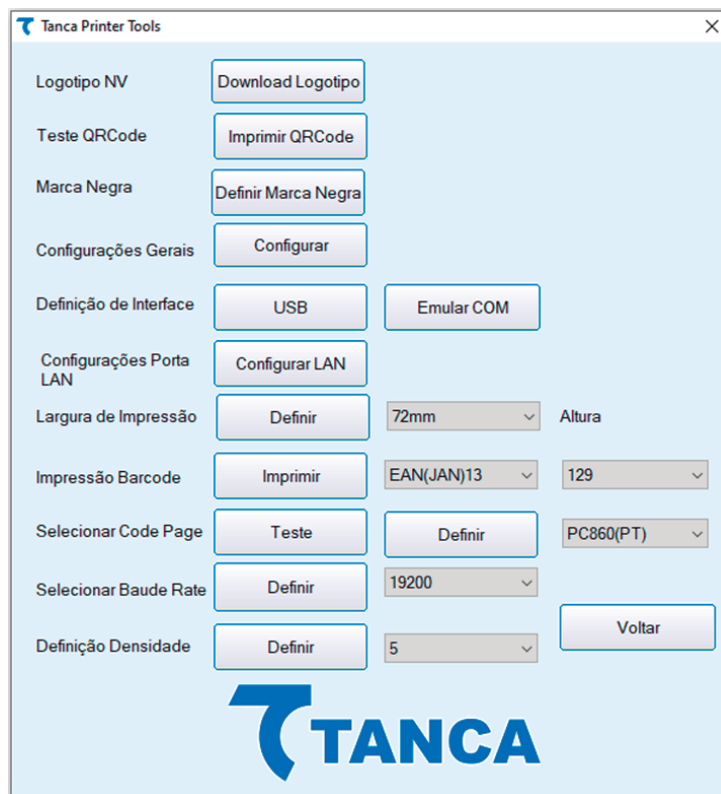 Tanca Printer Tools
Logotipo NV Download Logotipo
Teste QRCode Imprimir QRCode
Marca Negra Definir Marca Negra
Configurações Gerais Configurar
Definição de Interface USB Emular COM
Configurações Porta
LAN
Configurar LAN
Largura de Impressão Definir 72mm Altura
Impressão Barcode Imprimir EAN(JAN)13 129
Selecionar Code Page Teste Definir PC860(PT)
Selecionar Baude Rate Definir 19200
Voltar
Definição Densidade Definir 5
TANCA